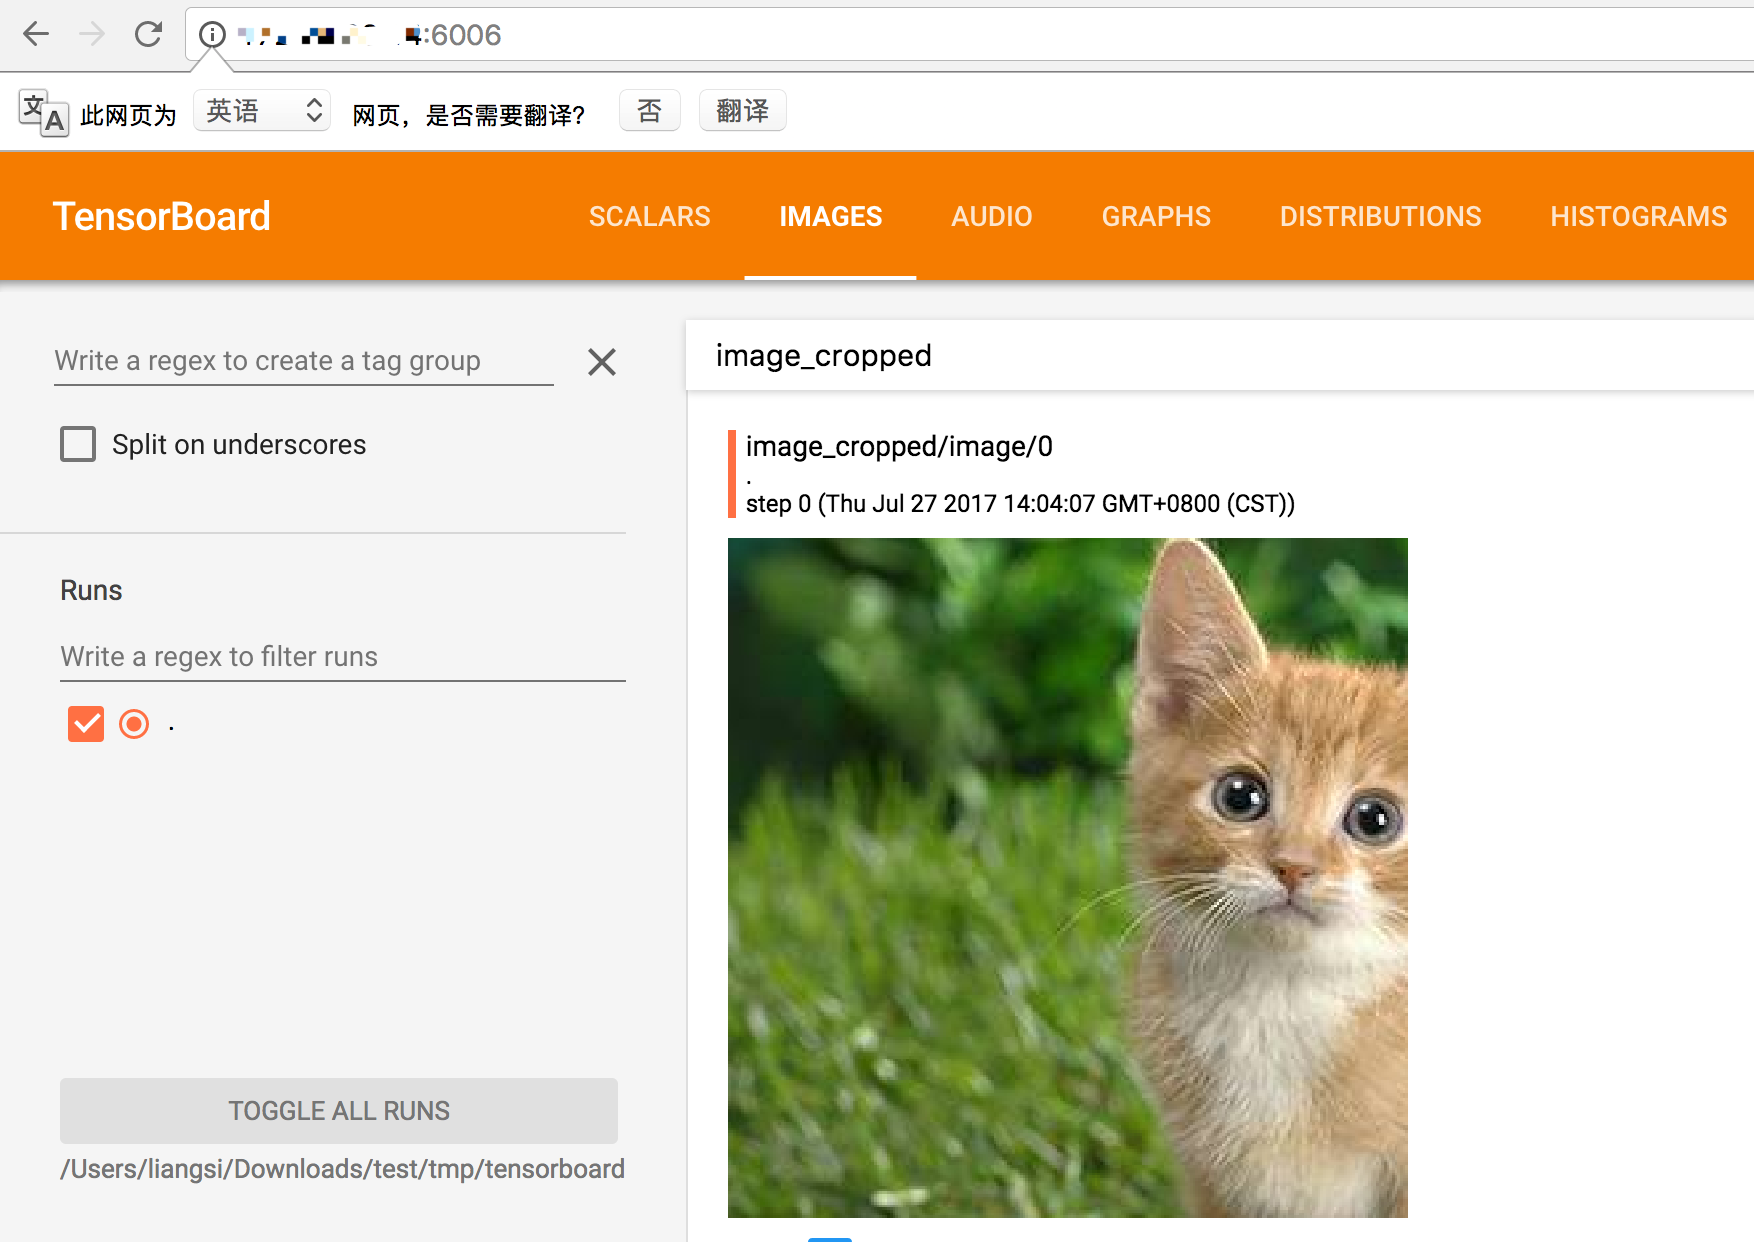 :6006
此网页为 英语 网页，是否需要翻译? 否 翻译
TensorBoard SCALARS IMAGES AUDIO GRAPHS DISTRIBUTIONS HISTOGRAMS
Write a regex to create a tag group
Split on underscores
Runs
Write a regex to filter runs
.
TOGGLE ALL RUNS
/Users/liangsi/Downloads/test/tmp/tensorboard
image_cropped
image_cropped/image/0
.
step 0 (Thu Jul 27 2017 14:04:07 GMT+0800 (CST))